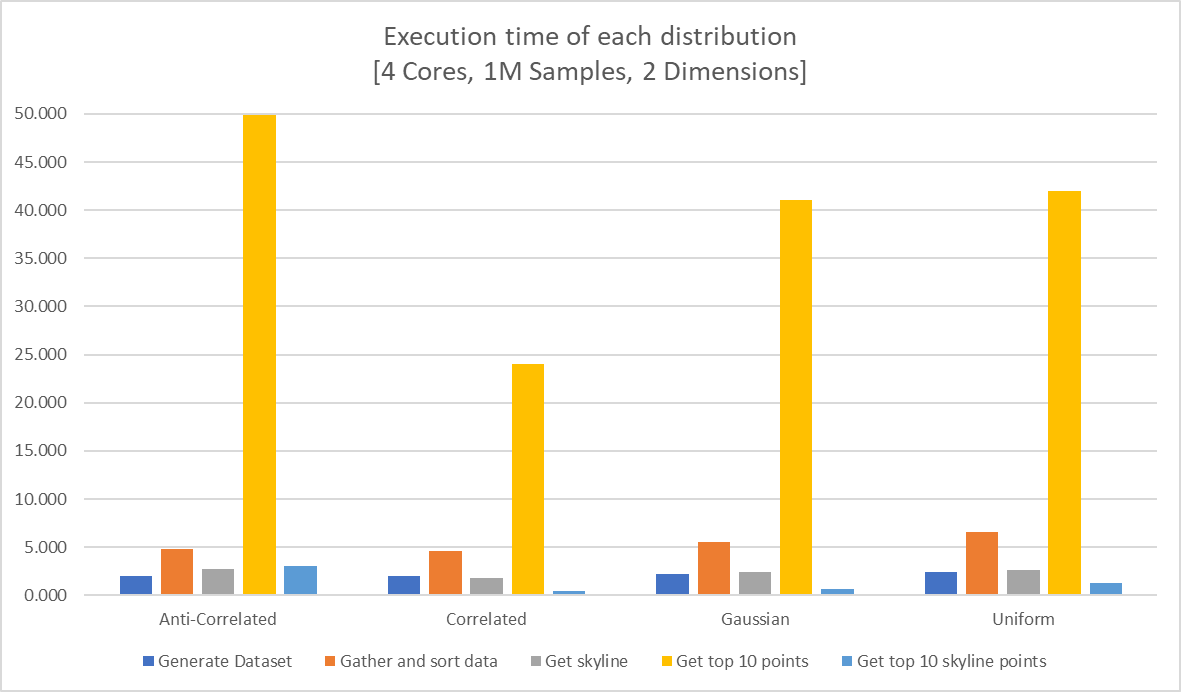 Execution time of each distribution
[4 Cores, 1M Samples, 2 Dimensions]
50.000
45.000
40.000
35.000
30.000
25.000
20.000
15.000
10.000
5.000
0.000
Anti-Correlated Correlated Gaussian Uniform
Generate Dataset Gather and sort data Get skyline Get top 10 points Get top 10 skyline points